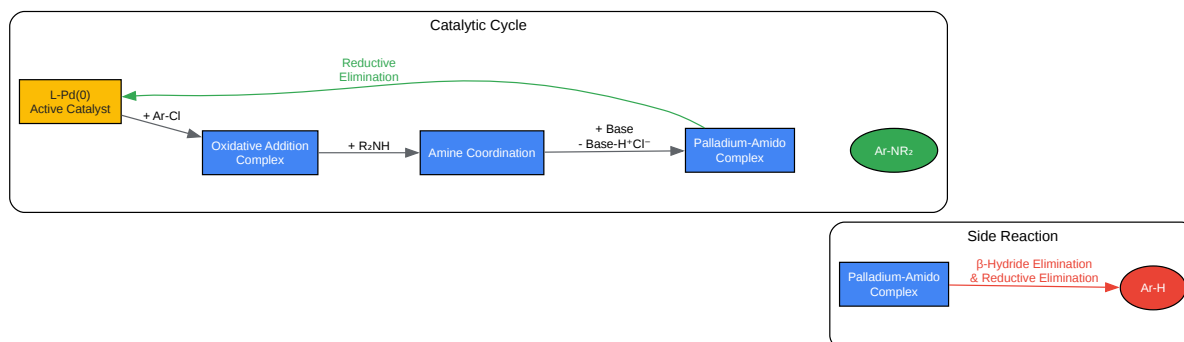 Catalytic Cycle
Reductive
Elimination
L-Pd(0)
Active Catalyst
+ Ar-Cl
Oxidative Addition
Complex
+ R₂NH
Amine Coordination
+ Base
- Base-H⁺Cl⁻
Palladium-Amido
Complex
Ar-NR₂
Side Reaction
Palladium-Amido
Complex
β-Hydride Elimination
& Reductive Elimination
Ar-H